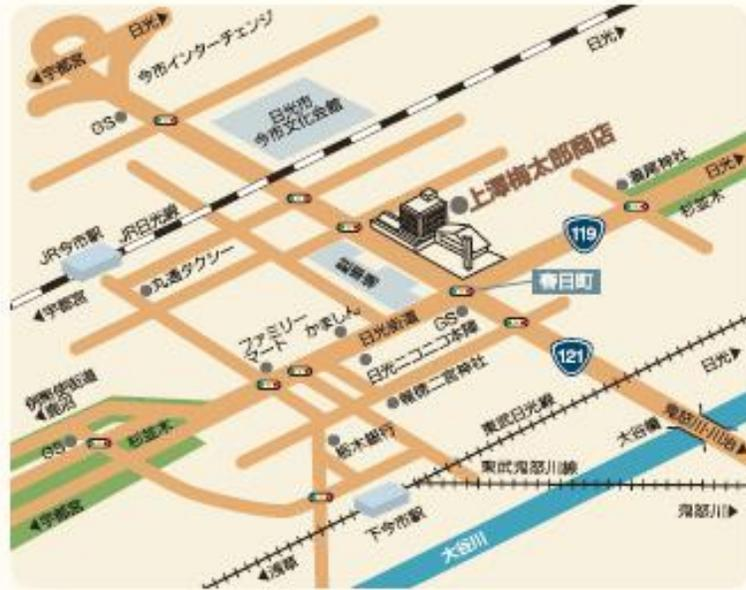 日光▶
◀宇都宮
今市インターチェンジ
日光▶
GS
日光市
今市文化会館
上澤梅太郎商店
瀧尾神社
日光▶
杉並木
JR今市駅
JR日光線
119
◀宇都宮
丸通タクシー
春日町
ファミリー
マート
かましん
日光街道
GS
日光ニコニコ本陣
報徳二宮神社
121
日光▶
例幣使街道
◀鹿沼
GS
杉並木
栃木銀行
東武日光線
大谷橋
鬼怒川・川治▶
東武鬼怒川線
◀宇都宮
下今市駅
鬼怒川▶
大谷川
◀浅草